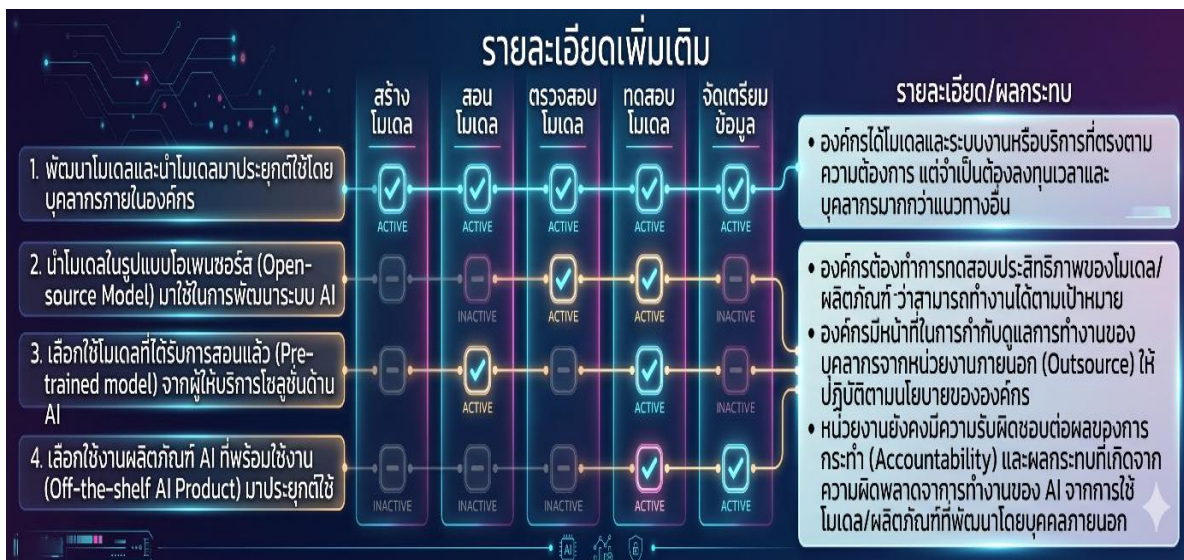 รายละเอียดเพิ่มเติม
สร้าง
โมเดล
สอน
โมเดล
ตรวจสอบ
โมเดล
ทดสอบ
โมเดล
จัดเตรียม
ข้อมูล
รายละเอียด/ผลกระทบ
1. พัฒนาโมเดลและนำโมเดลมาประยุกต์ใช้โดย
บุคลากรภายในองค์กร
ACTIVE
ACTIVE
ACTIVE
ACTIVE
ACTIVE
• องค์กรได้โมเดลและระบบงานหรือบริการที่ตรงตาม
ความต้องการ แต่จำเป็นต้องลงทุนเวลาและ
บุคลากรมากกว่าแนวทางอื่น
2. นำโมเดลในรูปแบบโอเพนซอร์ส (Open-
source Model) มาใช้ในการพัฒนาระบบ AI
INACTIVE
ACTIVE
ACTIVE
3. เลือกใช้โมเดลที่ได้รับการสอนแล้ว (Pre-
trained model) จากผู้ให้บริการโซลูชั่นด้าน
AI
ACTIVE
ACTIVE
INACTIVE
4. เลือกใช้งานผลิตภัณฑ์ AI ที่พร้อมใช้งาน
(Off-the-shelf AI Product) มาประยุกต์ใช้
INACTIVE
INACTIVE
INACTIVE
ACTIVE
ACTIVE
• องค์กรต้องทำการทดสอบประสิทธิภาพของโมเดล/
ผลิตภัณฑ์ ว่าสามารถทำงานได้ตามเป้าหมาย
• องค์กรมีหน้าที่ในการกำกับดูแลการทำงานของ
บุคลากรจากหน่วยงานภายนอก (Outsource) ให้
ปฏิบัติตามนโยบายขององค์กร
• หน่วยงานยังคงมีความรับผิดชอบต่อผลของการ
กระทำ (Accountability) และผลกระทบที่เกิดจาก
ความผิดพลาดจาการทำงานของ AI จากการใช้
โมเดล/ผลิตภัณฑ์ที่พัฒนาโดยบุคคลภายนอก
AI